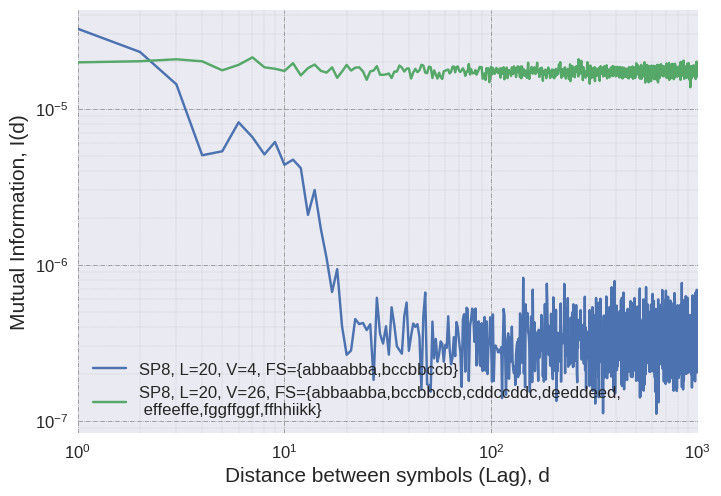 Mutual Information, I(d)
10⁻⁵
10⁻⁶
10⁻⁷
SP8, L=20, V=4, FS={abbaabba,bccbbccb}
SP8, L=20, V=26, FS={abbaabba,bccbbccb,cddccddc,deeddeed,
effeeffe,fggffggf,ffhhiikk}
10⁰ 10¹ 10² 10³
Distance between symbols (Lag), d